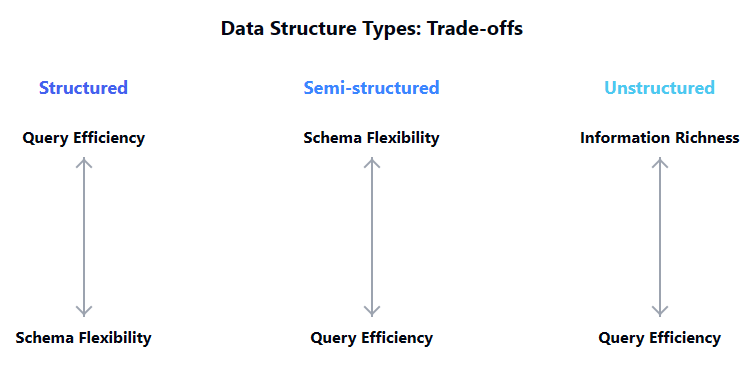 Data Structure Types: Trade-offs
Structured
Semi-structured
Unstructured
Query Efficiency
Schema Flexibility
Information Richness
Schema Flexibility
Query Efficiency
Query Efficiency